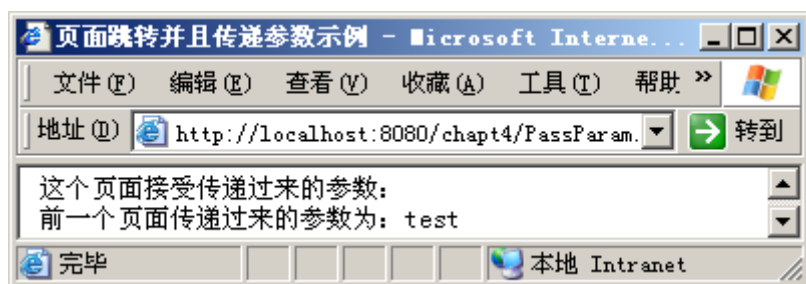 页面跳转并且传递参数示例 - Microsoft Interne...
文件(F) 编辑(E) 查看(V) 收藏(A) 工具(T) 帮助 »
地址(D) http://localhost:8080/chapt4/PassParam. 转到
这个页面接受传递过来的参数：
前一个页面传递过来的参数为：test
完毕 本地 Intranet